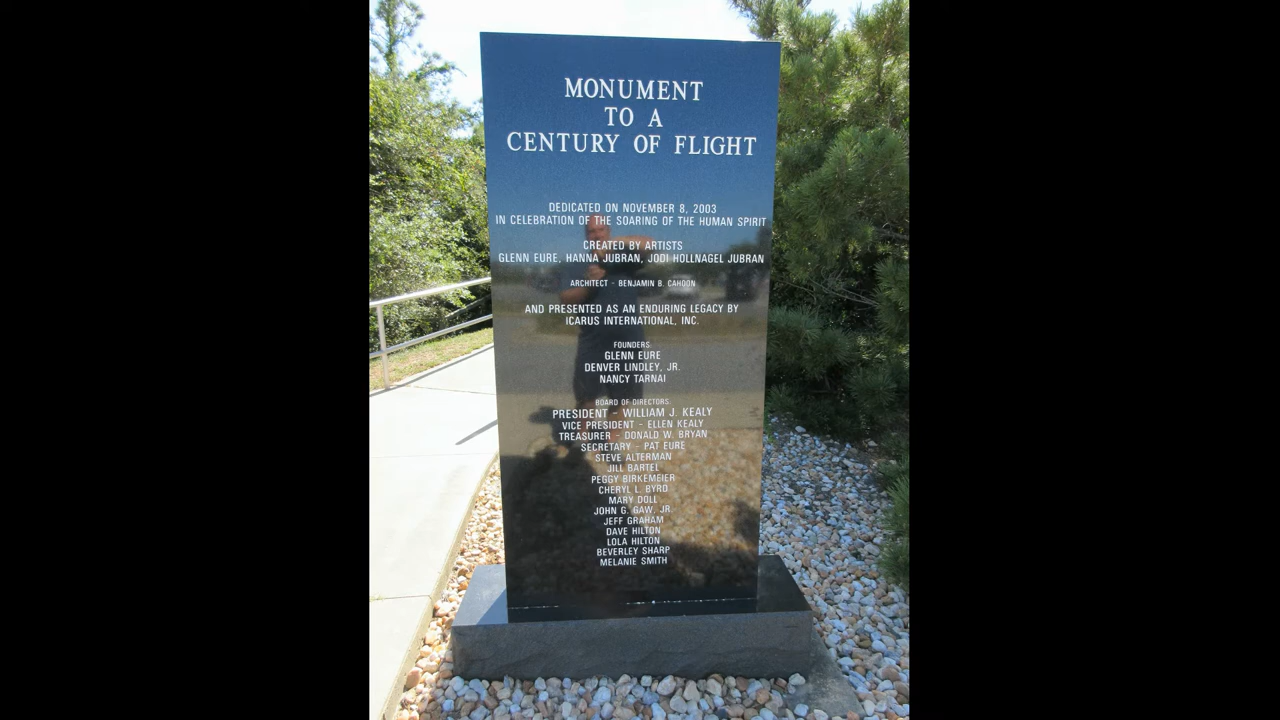 MONUMENT
TO A
CENTURY OF FLIGHT
DEDICATED ON NOVEMBER 8, 2003
IN CELEBRATION OF THE SOARING OF THE HUMAN SPIRIT
CREATED BY ARTISTS
GLENN EURE, HANNA JUBRAN, JODI HOLLNAGEL JUBRAN
ARCHITECT - BENJAMIN B. CAHOON
AND PRESENTED AS AN ENDURING LEGACY BY
ICARUS INTERNATIONAL, INC.
FOUNDERS:
GLENN EURE
DENVER LINDLEY, JR.
NANCY TARNAI
BOARD OF DIRECTORS:
PRESIDENT - WILLIAM J. KEALY
VICE PRESIDENT - ELLEN KEALY
TREASURER - DONALD W. BRYAN
SECRETARY - PAT EURE
STEVE ALTERMAN
JILL BARTEL
PEGGY BIRKEMEIER
CHERYL L. BYRD
MARY DOLL
JOHN G. GAW, JR.
JEFF GRAHAM
DAVE HILTON
LOLA HILTON
BEVERLEY SHARP
MELANIE SMITH